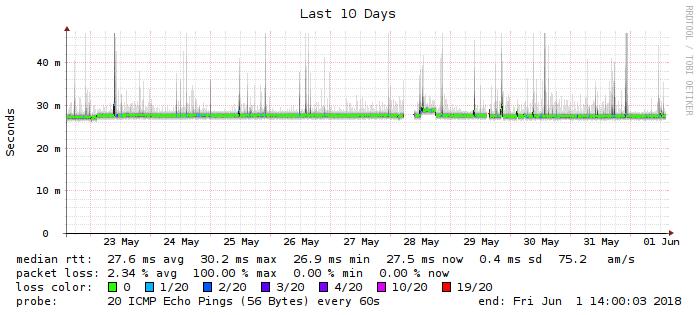 Last 10 Days
RRDTOOL / TOBI OETIKER
Seconds
40 m
30 m
20 m
10 m
0
23 May 24 May 25 May 26 May 27 May 28 May 29 May 30 May 31 May 01 Jun
median rtt: 27.6 ms avg 30.2 ms max 26.9 ms min 27.5 ms now 0.4 ms sd 75.2 am/s
packet loss: 2.34 % avg 100.00 % max 0.00 % min 0.00 % now
loss color: 0 1/20 2/20 3/20 4/20 10/20 19/20
probe: 20 ICMP Echo Pings (56 Bytes) every 60s end: Fri Jun 1 14:00:03 2018